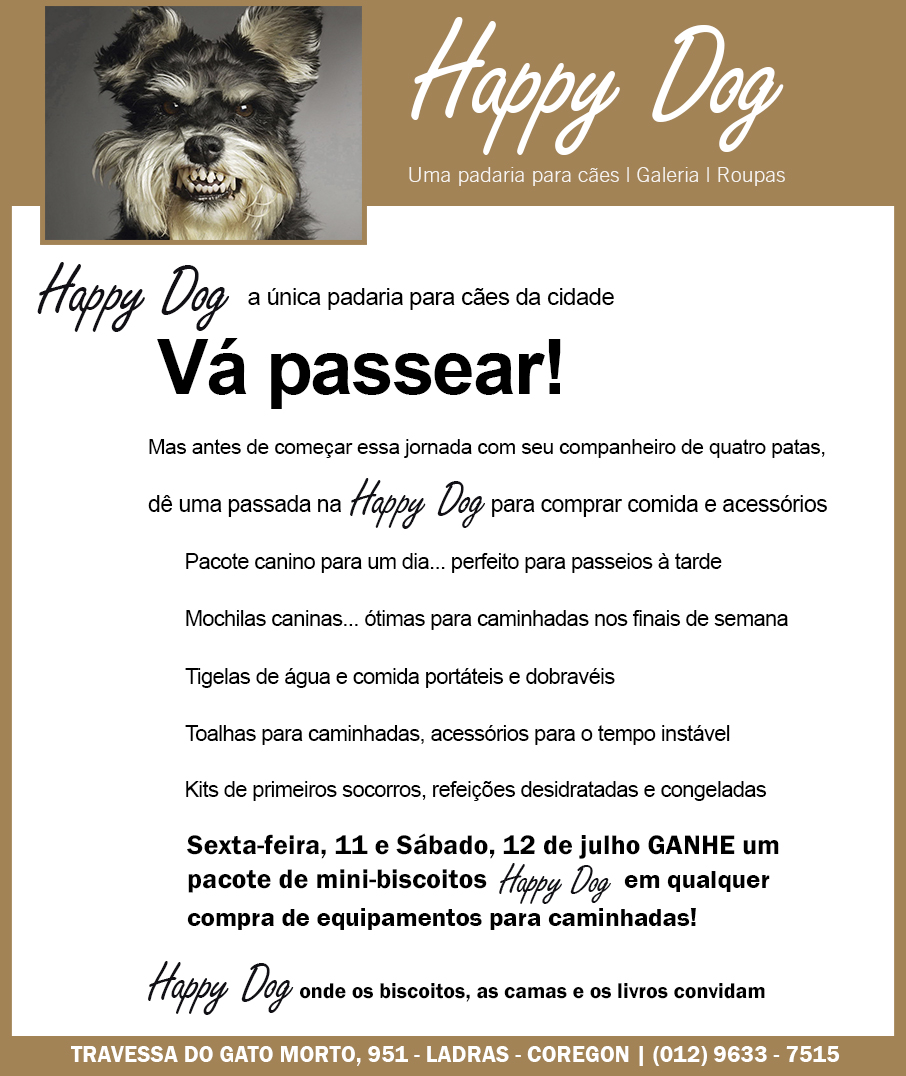 Happy Dog
Uma padaria para cães | Galeria | Roupas
Happy Dog a única padaria para cães da cidade
Vá passear!
Mas antes de começar essa jornada com seu companheiro de quatro patas,
dê uma passada na Happy Dog para comprar comida e acessórios
Pacote canino para um dia... perfeito para passeios à tarde
Mochilas caninas... ótimas para caminhadas nos finais de semana
Tigelas de água e comida portáteis e dobravéis
Toalhas para caminhadas, acessórios para o tempo instável
Kits de primeiros socorros, refeições desidratadas e congeladas
Sexta-feira, 11 e Sábado, 12 de julho GANHE um
pacote de mini-biscoitos Happy Dog em qualquer
compra de equipamentos para caminhadas!
Happy Dog onde os biscoitos, as camas e os livros convidam
TRAVESSA DO GATO MORTO, 951 - LADRAS - COREGON | (012) 9633 - 7515